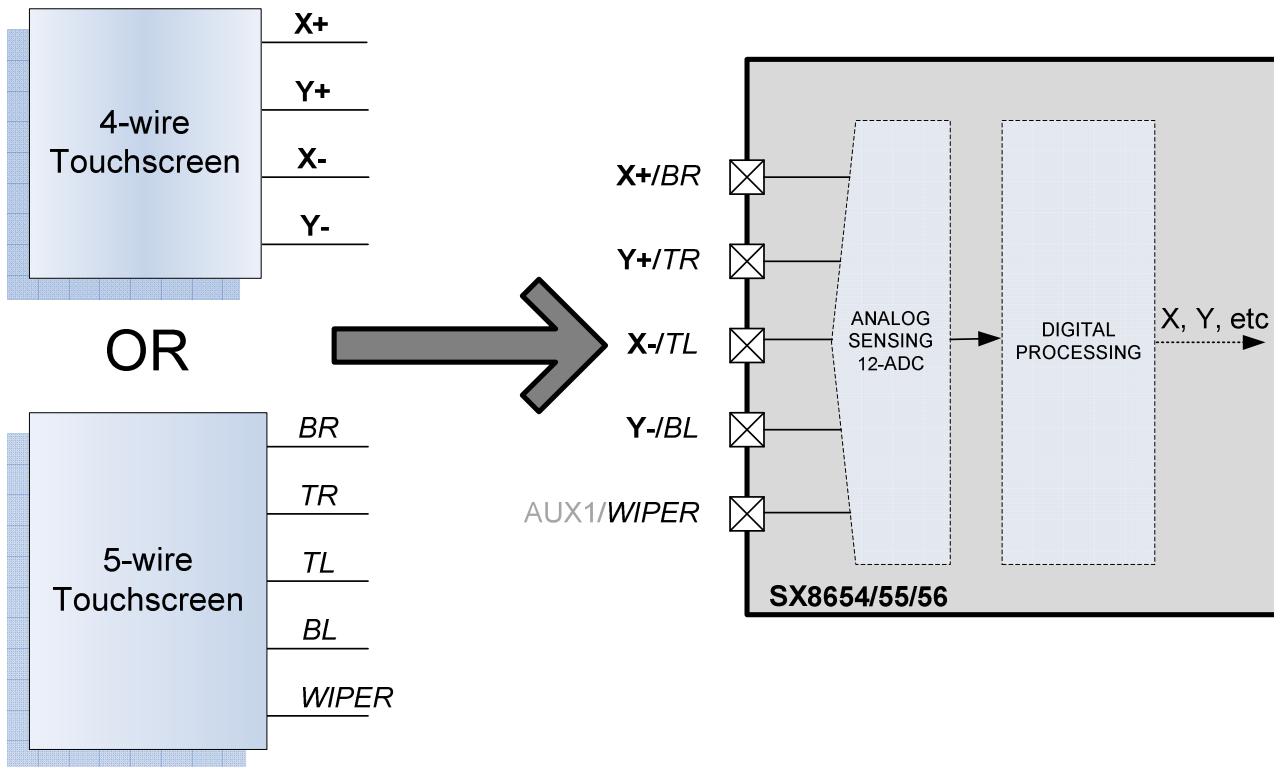 4-wire
Touchscreen
X+
Y+
X-
Y-
OR
5-wire
Touchscreen
BR
TR
TL
BL
WIPER
X+/BR
Y+/TR
X-/TL
Y-/BL
AUX1/WIPER
ANALOG
SENSING
12-ADC
DIGITAL
PROCESSING
X, Y, etc
SX8654/55/56